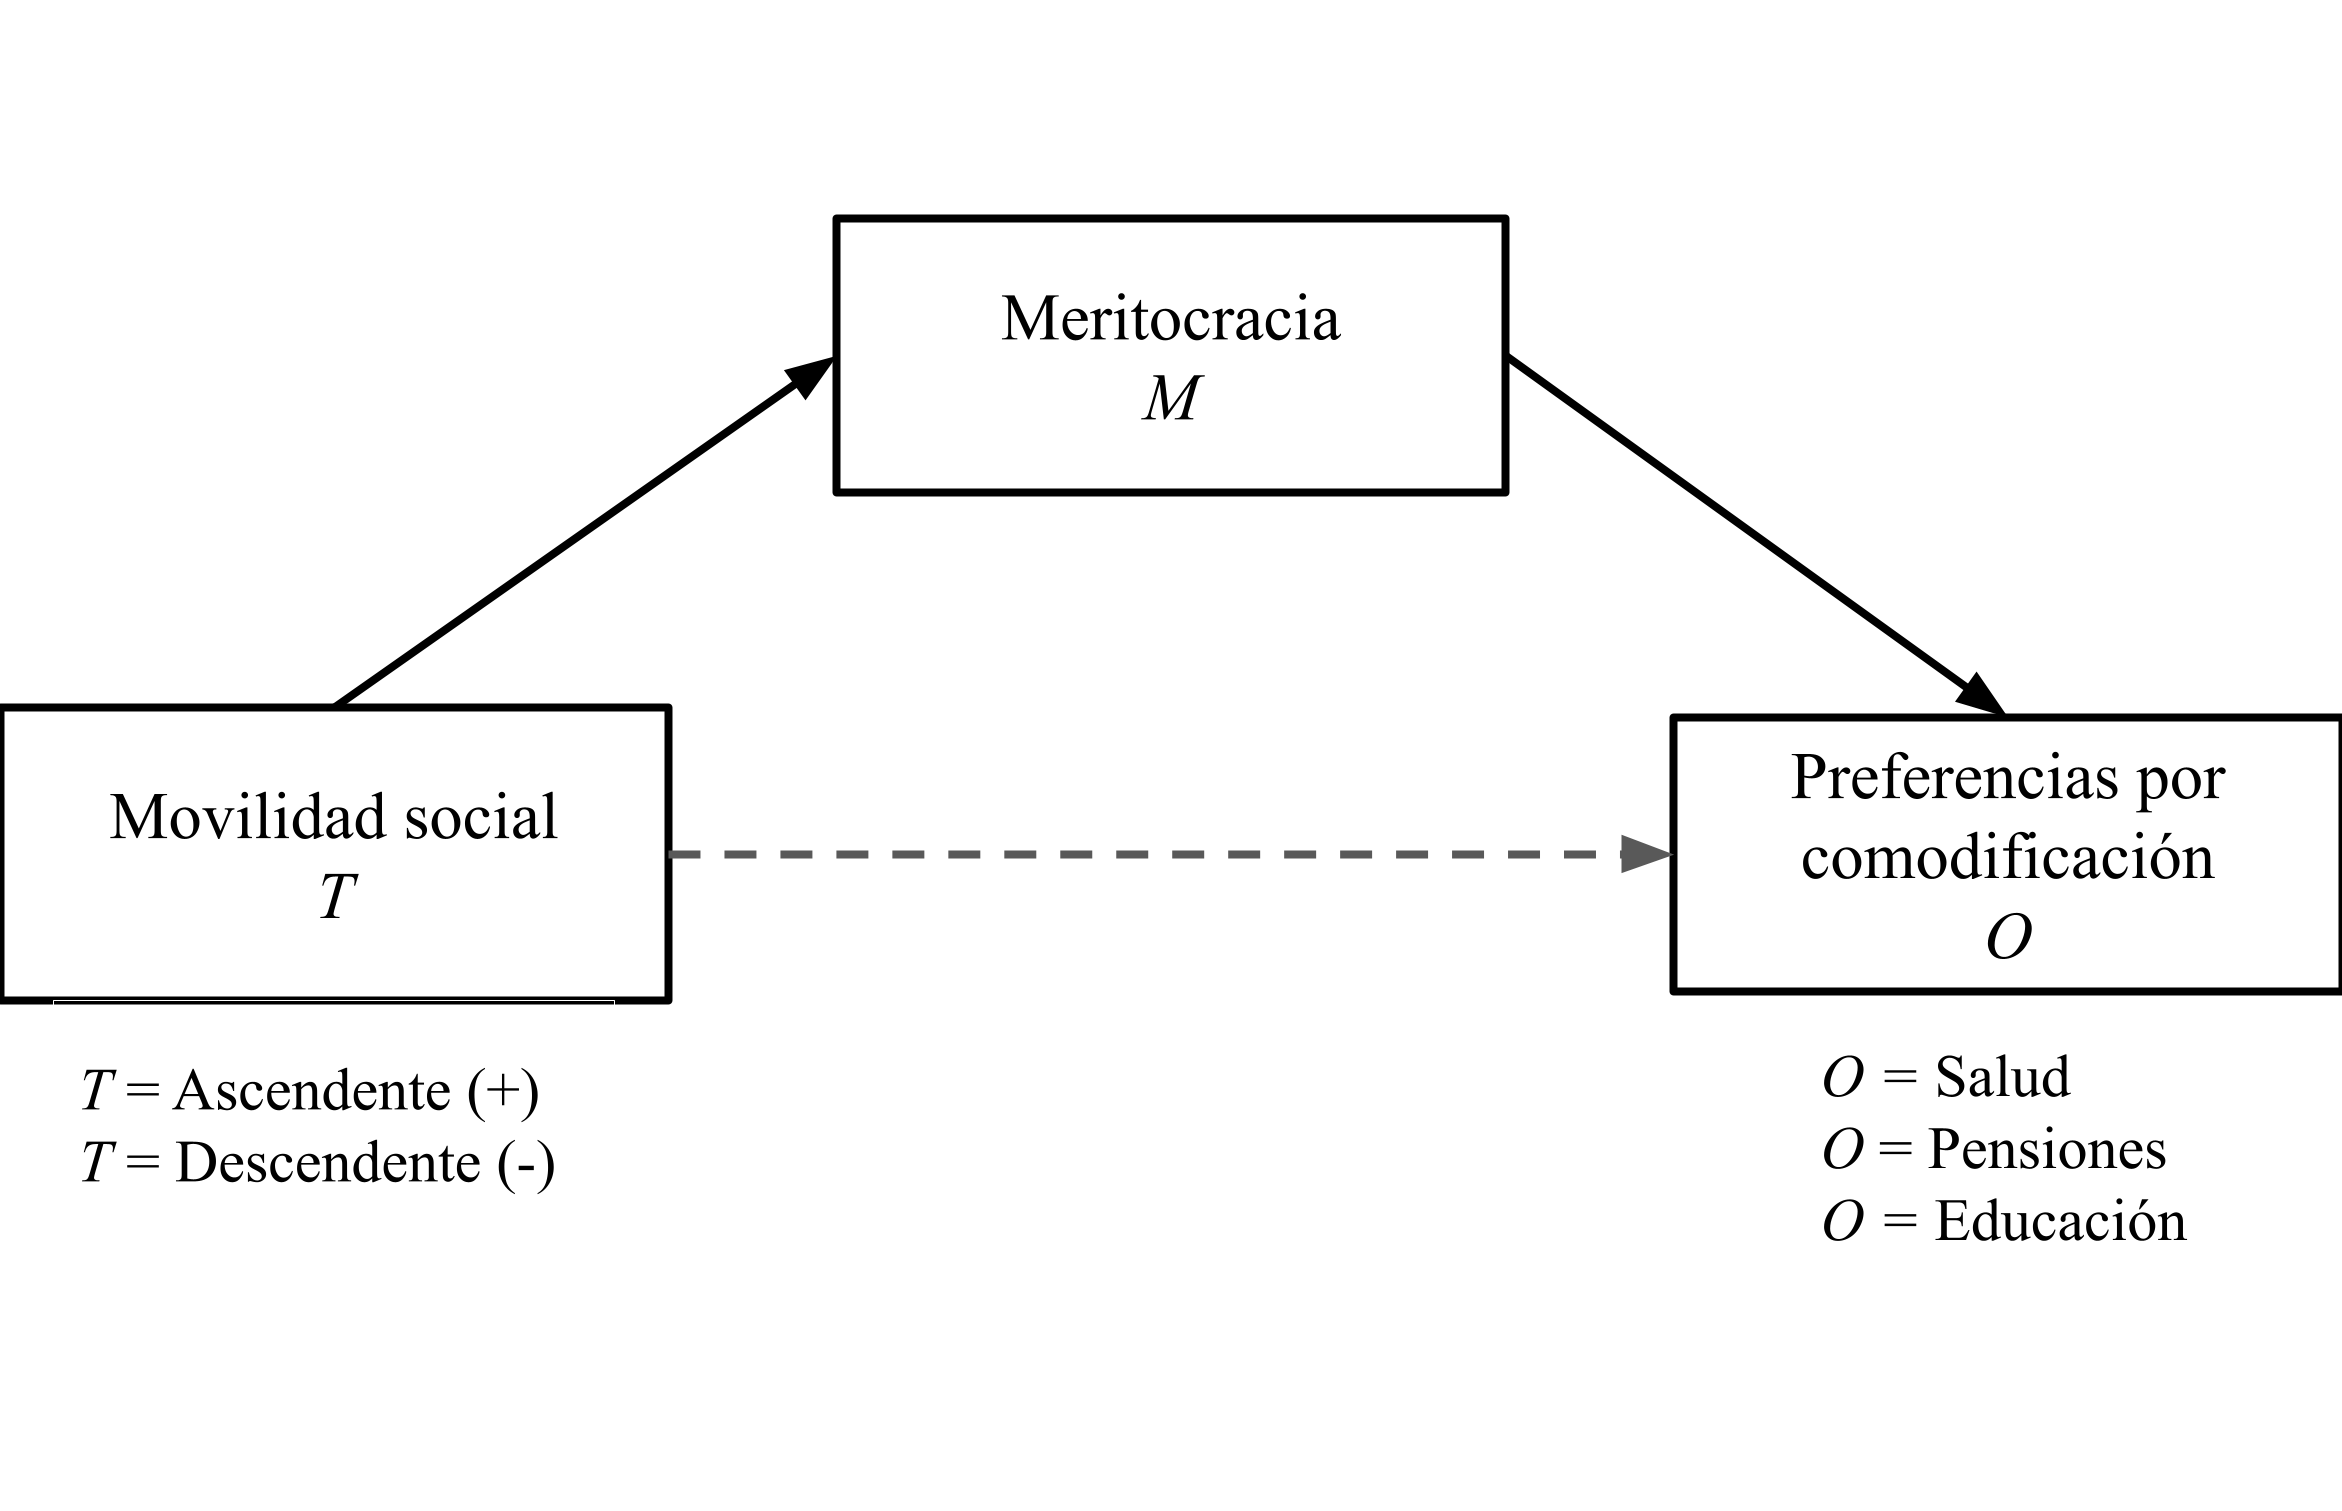 Meritocracia
M
Movilidad social
T
Preferencias por
comodificación
O
T = Ascendente (+)
T = Descendente (-)
O = Salud
O = Pensiones
O = Educación